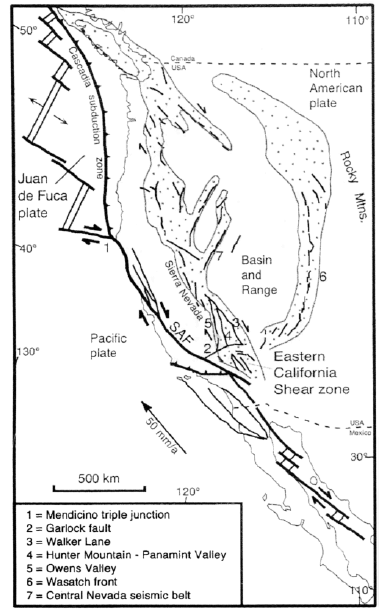 120°
110°
50°
Canada
USA
North
American
plate
Cascadia
subduction
zone
Rocky Mtns.
Juan
de Fuca
plate
40°
1
7
Basin
and
Range
6
Sierra Nevada
5
3
4
2
SAF
Pacific
plate
Eastern
California
Shear zone
130°
USA
Mexico
50 mm/a
30°
500 km
120°
110°
1 = Mendicino triple junction
2 = Garlock fault
3 = Walker Lane
4 = Hunter Mountain - Panamint Valley
5 = Owens Valley
6 = Wasatch front
7 = Central Nevada seismic belt